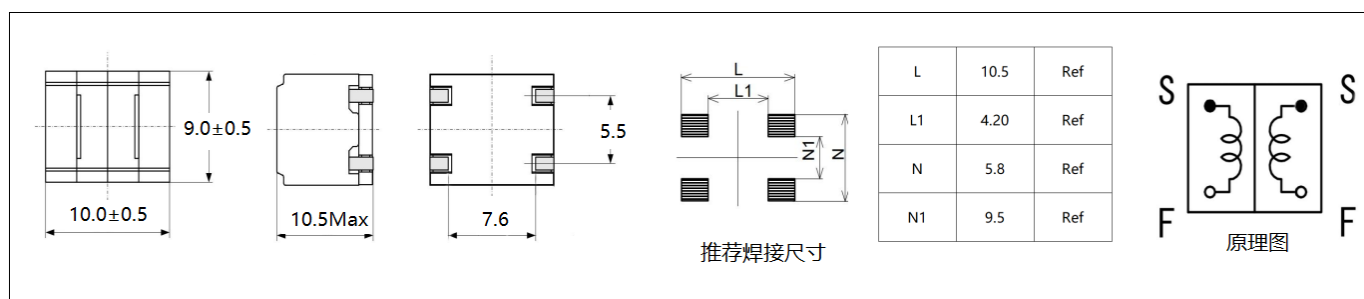 9.0±0.5
10.0±0.5
10.5Max
5.5
7.6
L
L1
N1
N
推荐焊接尺寸
L 10.5 Ref
L1 4.20 Ref
N 5.8 Ref
N1 9.5 Ref
S S
F F
原理图